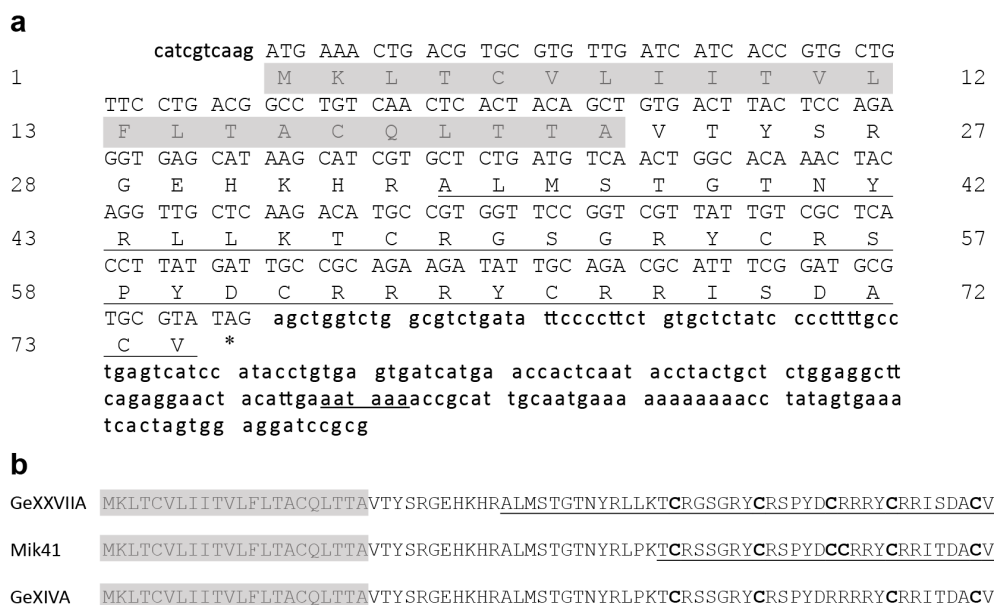 a
catcgtcaag ATG AAA CTG ACG TGC GTG TTG ATC ATC ACC GTG CTG
1 M K L T C V L I I T V L 12
TTC CTG ACG GCC TGT CAA CTC ACT ACA GCT GTG ACT TAC TCC AGA
13 F L T A C Q L T T A V T Y S R 27
GGT GAG CAT AAG CAT CGT GCT CTG ATG TCA ACT GGC ACA AAC TAC
28 G E H K H R A L M S T G T N Y 42
AGG TTG CTC AAG ACA TGC CGT GGT TCC GGT CGT TAT TGT CGC TCA
43 R L L K T C R G S G R Y C R S 57
CCT TAT GAT TGC CGC AGA AGA TAT TGC AGA CGC ATT TCG GAT GCG
58 P Y D C R R R Y C R R I S D A 72
TGC GTA TAG agctggtctg gcgtctgata ttccccttct gtgctctatc cccttttgcc
73 C V *
tgagtcatcc atacctgtga gtgatcatga accactcaat acctactgct ctggaggctt
cagaggaact acattgaaat aaaaccgcat tgcaatgaaa aaaaaaaacc tatagtgaaa
tcactagtgg aggatccgcg
b
GeXXVIIA MKLTCVLIITVLFLTACQLTTAVTYSRGEHKHRALMSTGTNYRLLKTCRGSGRYCRSPYDCRRRYCRRISDACV
Mik41 MKLTCVLIITVLFLTACQLTTAVTYSRGEHKHRALMSTGTNYRLPKTCRSSGRYCRSPYDCCRRYCRRITDACV
GeXIVA MKLTCVLIITVLFLTACQLTTAVTYSRGEHKHRALMSTGTNYRLPKTCRSSGRYCRSPYDRRRRYCRRITDACV